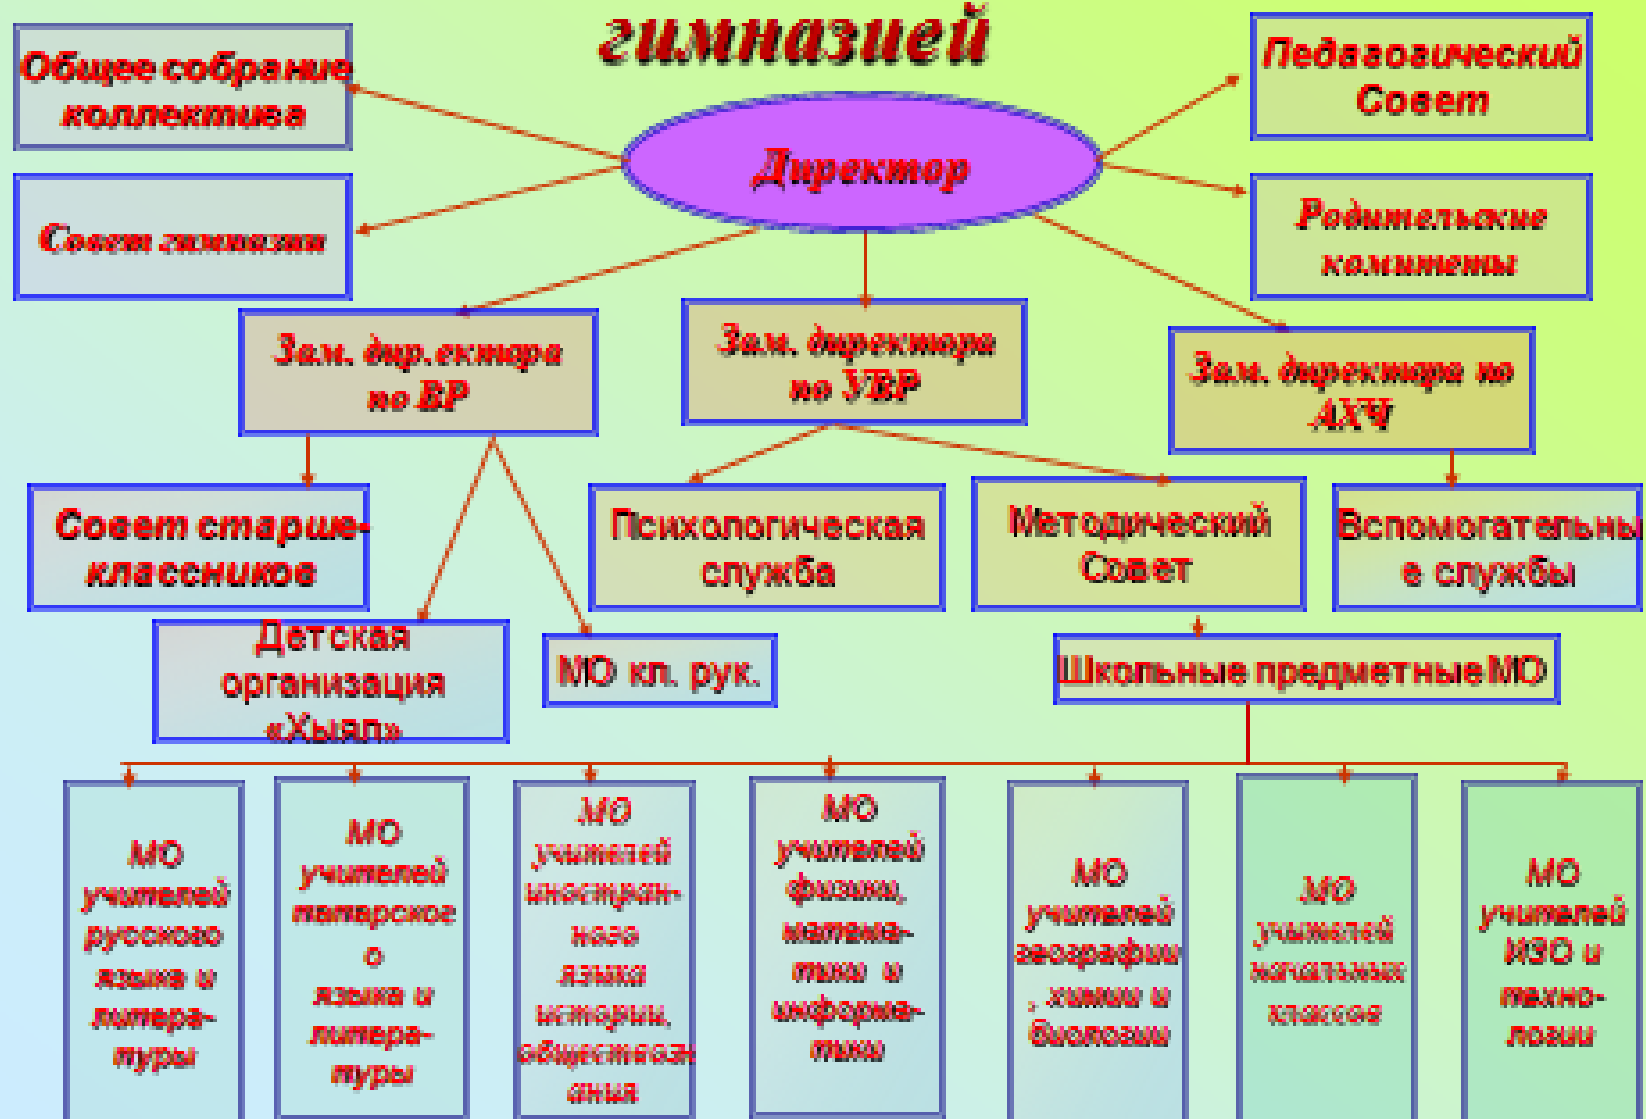 гимназией
Общее собрание
коллектива
Педагогический
Совет
Директор
Совет гимназии
Родительские
комитеты
Зам. дир.ектора
по ВР
Зам. директора
по УВР
Зам. директора по
АХЧ
Совет старше-
классников
Психологическая
служба
Методический
Совет
Вспомогательны
е службы
Детская
организация
«Хыял»
МО кл. рук.
Школьные предметные МО
МО
учителей
русского
языка и
литера-
туры
МО
учителей
татарског
о
языка и
литера-
туры
МО
учителей
иностран-
ного
языка
истории,
обществозн
ания
МО
учителей
физики,
матема-
тики и
информа-
тики
МО
учителей
географии
, химии и
биологии
МО
учителей
начальных
классов
МО
учителей
ИЗО и
техно-
логии